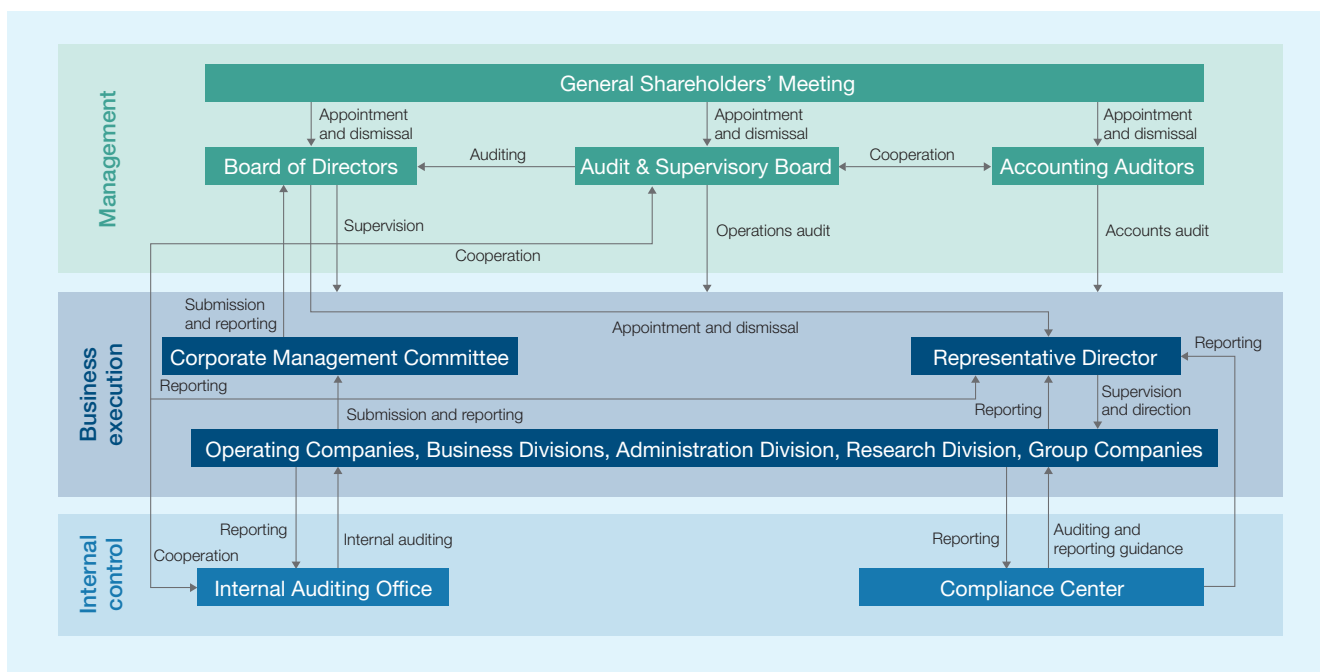 Management
General Shareholders' Meeting
Appointment
and dismissal
Appointment
and dismissal
Appointment
and dismissal
Board of Directors
Auditing
Audit & Supervisory Board
Cooperation
Accounting Auditors
Supervision
Cooperation
Operations audit
Accounts audit
Business
execution
Submission
and reporting
Appointment and dismissal
Corporate Management Committee
Representative Director
Reporting
Reporting
Submission and reporting
Reporting
Supervision
and direction
Operating Companies, Business Divisions, Administration Division, Research Division, Group Companies
Internal
control
Reporting
Internal auditing
Reporting
Auditing and
reporting guidance
Cooperation
Internal Auditing Office
Compliance Center